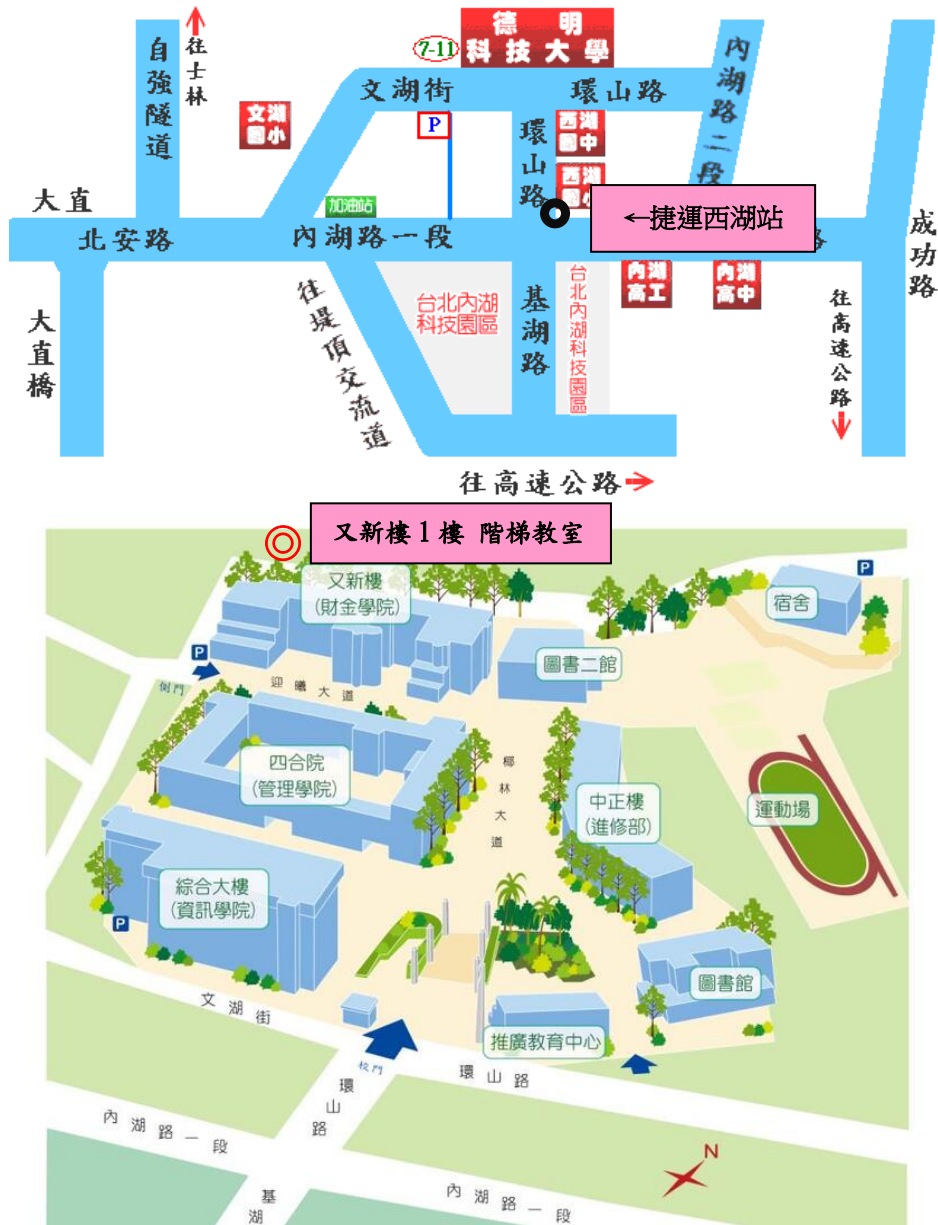 德 明
科 技 大 學
7-11
往士林
自強隧道
文湖
國小
文湖街
環山路
內湖路二段
P
環山路
西湖
國中
西湖
國小
大直
加油站
←捷運西湖站
北安路
內湖路一段
路
成功路
大直橋
往堤頂交流道
台北內湖
科技園區
基湖路
台北內湖科技園區
內湖
高工
內湖
高中
往高速公路
往高速公路
又新樓 1 樓 階梯教室
又新樓
(財金學院)
P
宿舍
圖書二館
P
側門
迎曦大道
四合院
(管理學院)
椰林大道
中正樓
(進修部)
運動場
綜合大樓
(資訊學院)
P
圖書館
文湖街
推廣教育中心
校門
環山路
環山路
內湖路一段
N
基湖
內湖路一段